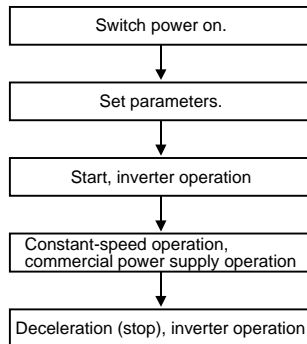 Switch power on.
Set parameters.
Start, inverter operation
Constant-speed operation,
commercial power supply operation
Deceleration (stop), inverter operation